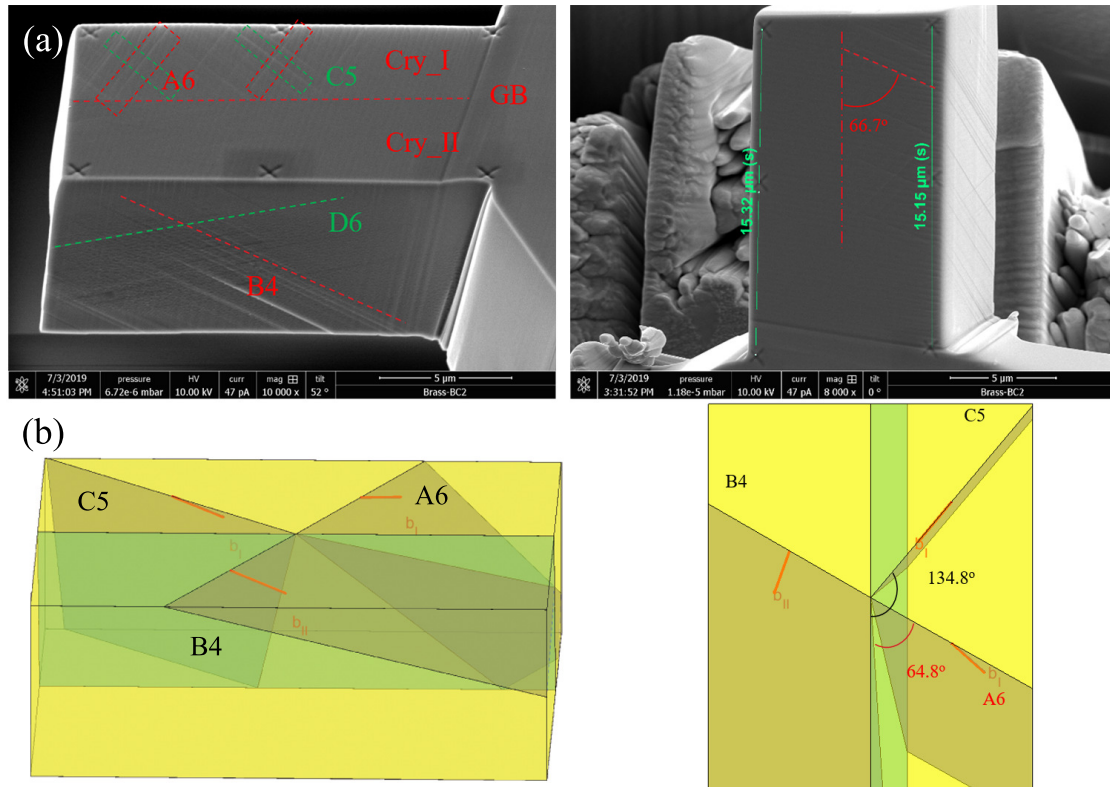 (a)
Cry_I
A6
C5
GB
Cry_II
D6
B4
7/3/2019 pressure HV curr mag tilt
4:51:03 PM 6.72e-6 mbar 10.00 kV 47 pA 10 000 x 52 ° 5 µm Brass-BC2
66.7º
15.32 µm (s)
15.15 µm (s)
7/3/2019 pressure HV curr mag tilt
3:31:52 PM 1.18e-5 mbar 10.00 kV 47 pA 8 000 x 0 ° 5 µm Brass-BC2
(b)
C5
A6
bI
bI
bII
B4
C5
B4
bI
134.8º
bII
64.8º
bI
A6